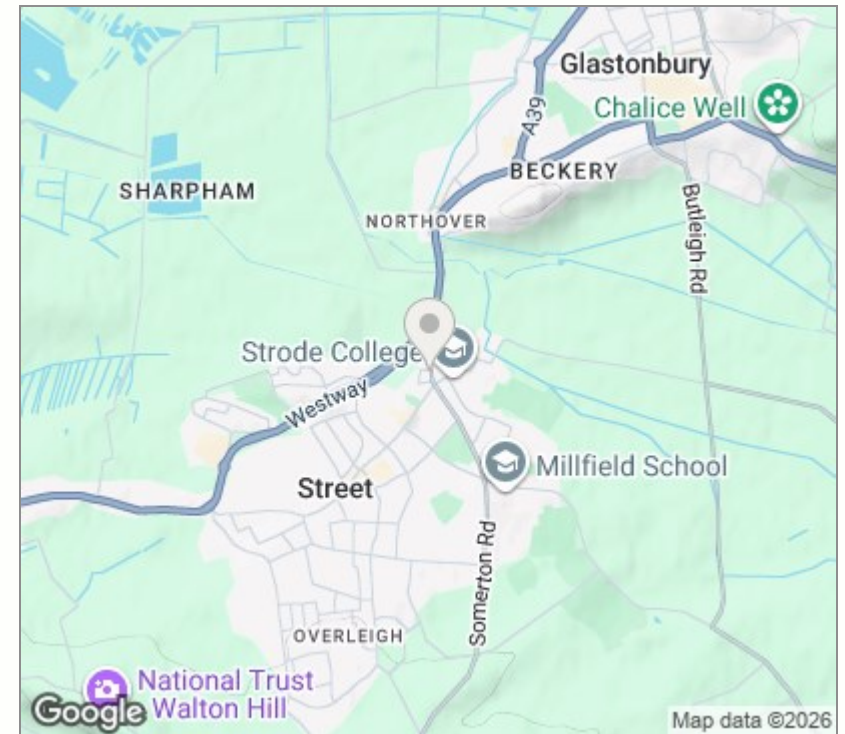 Glastonbury
Chalice Well
A39
BECKERY
SHARPHAM
NORTHOVER
Butleigh Rd
Strode College
Westway
Millfield School
Street
Somerton Rd
OVERLEIGH
National Trust
Walton Hill
Google
Map data ©2026